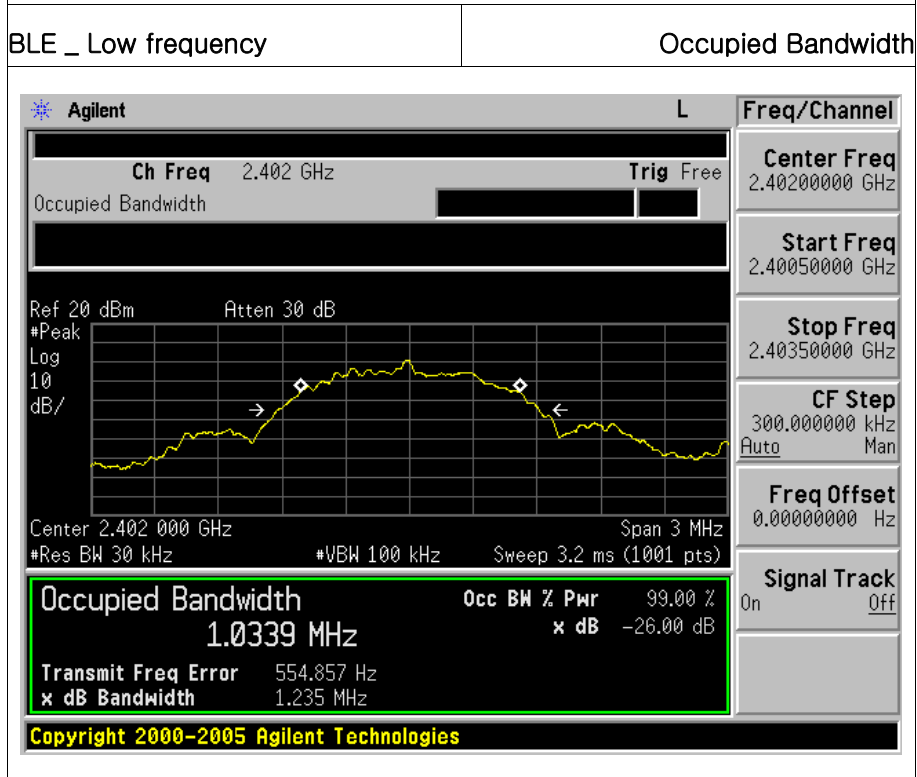 BLE _ Low frequency Occupied Bandwidth
Agilent L Freq/Channel
Ch Freq 2.402 GHz Trig Free
Occupied Bandwidth
Center Freq
2.40200000 GHz
Start Freq
2.40050000 GHz
Stop Freq
2.40350000 GHz
CF Step
300.000000 kHz
Auto Man
Freq Offset
0.00000000 Hz
Signal Track
On Off
Ref 20 dBm Atten 30 dB
#Peak
Log
10
dB/
Center 2.402 000 GHz Span 3 MHz
#Res BW 30 kHz #VBW 100 kHz Sweep 3.2 ms (1001 pts)
Occupied Bandwidth Occ BW % Pwr 99.00 %
1.0339 MHz x dB -26.00 dB
Transmit Freq Error 554.857 Hz
x dB Bandwidth 1.235 MHz
Copyright 2000-2005 Agilent Technologies